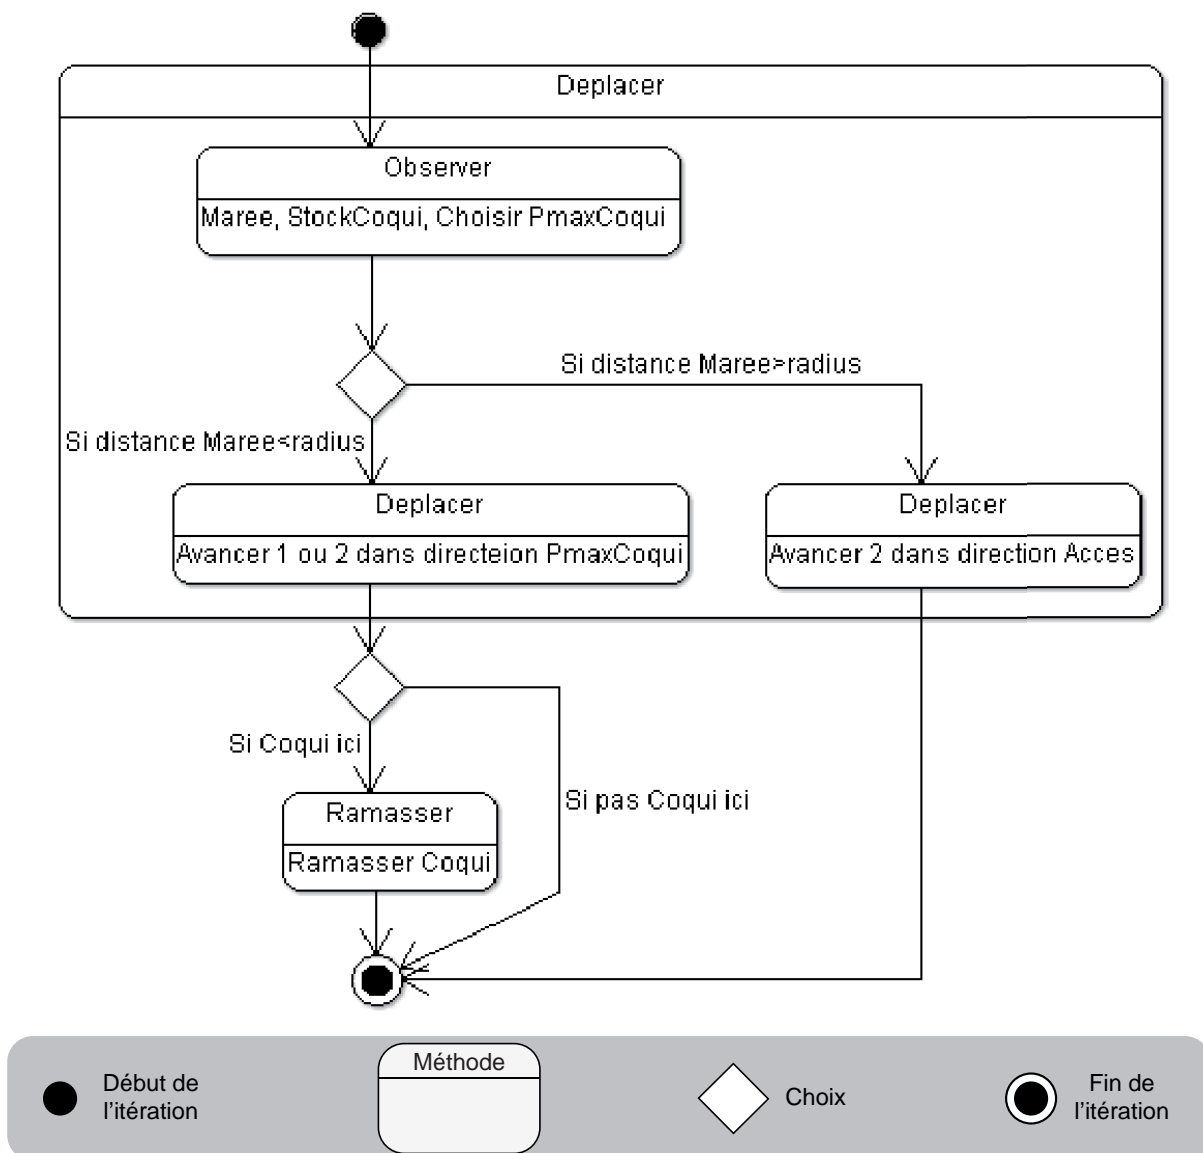 Deplacer
Observer
Maree, StockCoqui, Choisir PmaxCoqui
Si distance Maree>radius
Si distance Maree<radius
Deplacer
Avancer 1 ou 2 dans directeion PmaxCoqui
Deplacer
Avancer 2 dans direction Acces
Si Coqui ici
Si pas Coqui ici
Ramasser
Ramasser Coqui
Début de
l'itération
Méthode
Choix
Fin de
l'itération